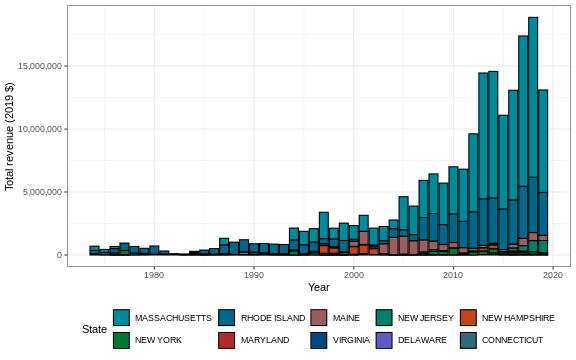 Total revenue (2019 $)
15,000,000
10,000,000
5,000,000
0
1980 1990 2000 2010 2020
Year
State
MASSACHUSETTS RHODE ISLAND MAINE NEW JERSEY NEW HAMPSHIRE
NEW YORK MARYLAND VIRGINIA DELAWARE CONNECTICUT